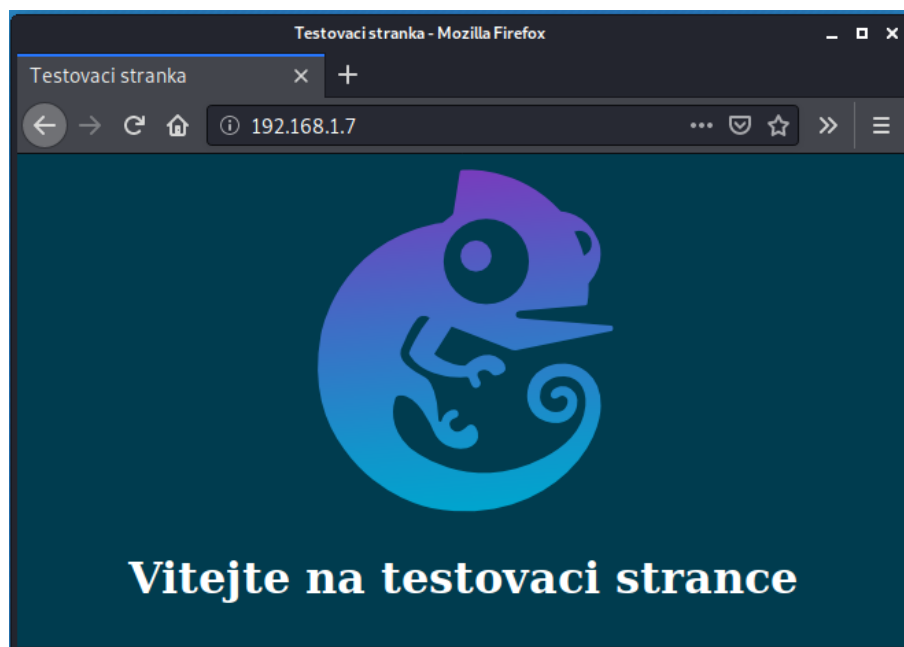 Testovaci stranka - Mozilla Firefox
Testovaci stranka
192.168.1.7
Vitejte na testovaci strance